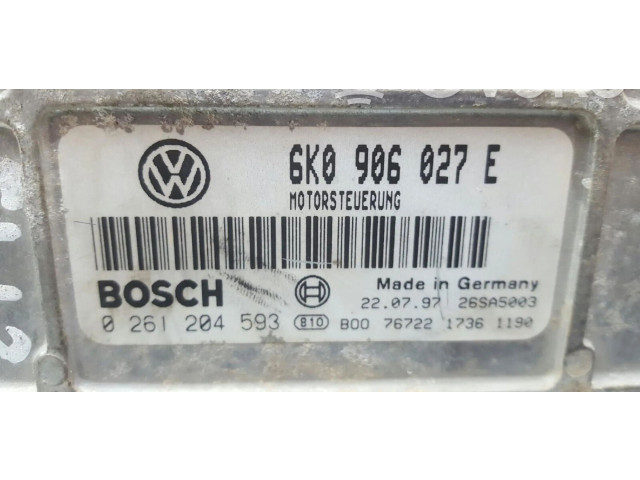 6K0 906 027 E
MOTORSTEUERUNG
BOSCH
Made in Germany
22.07.97 26SA5003
0 261 204 593 B10 B00 76722 1736 1190